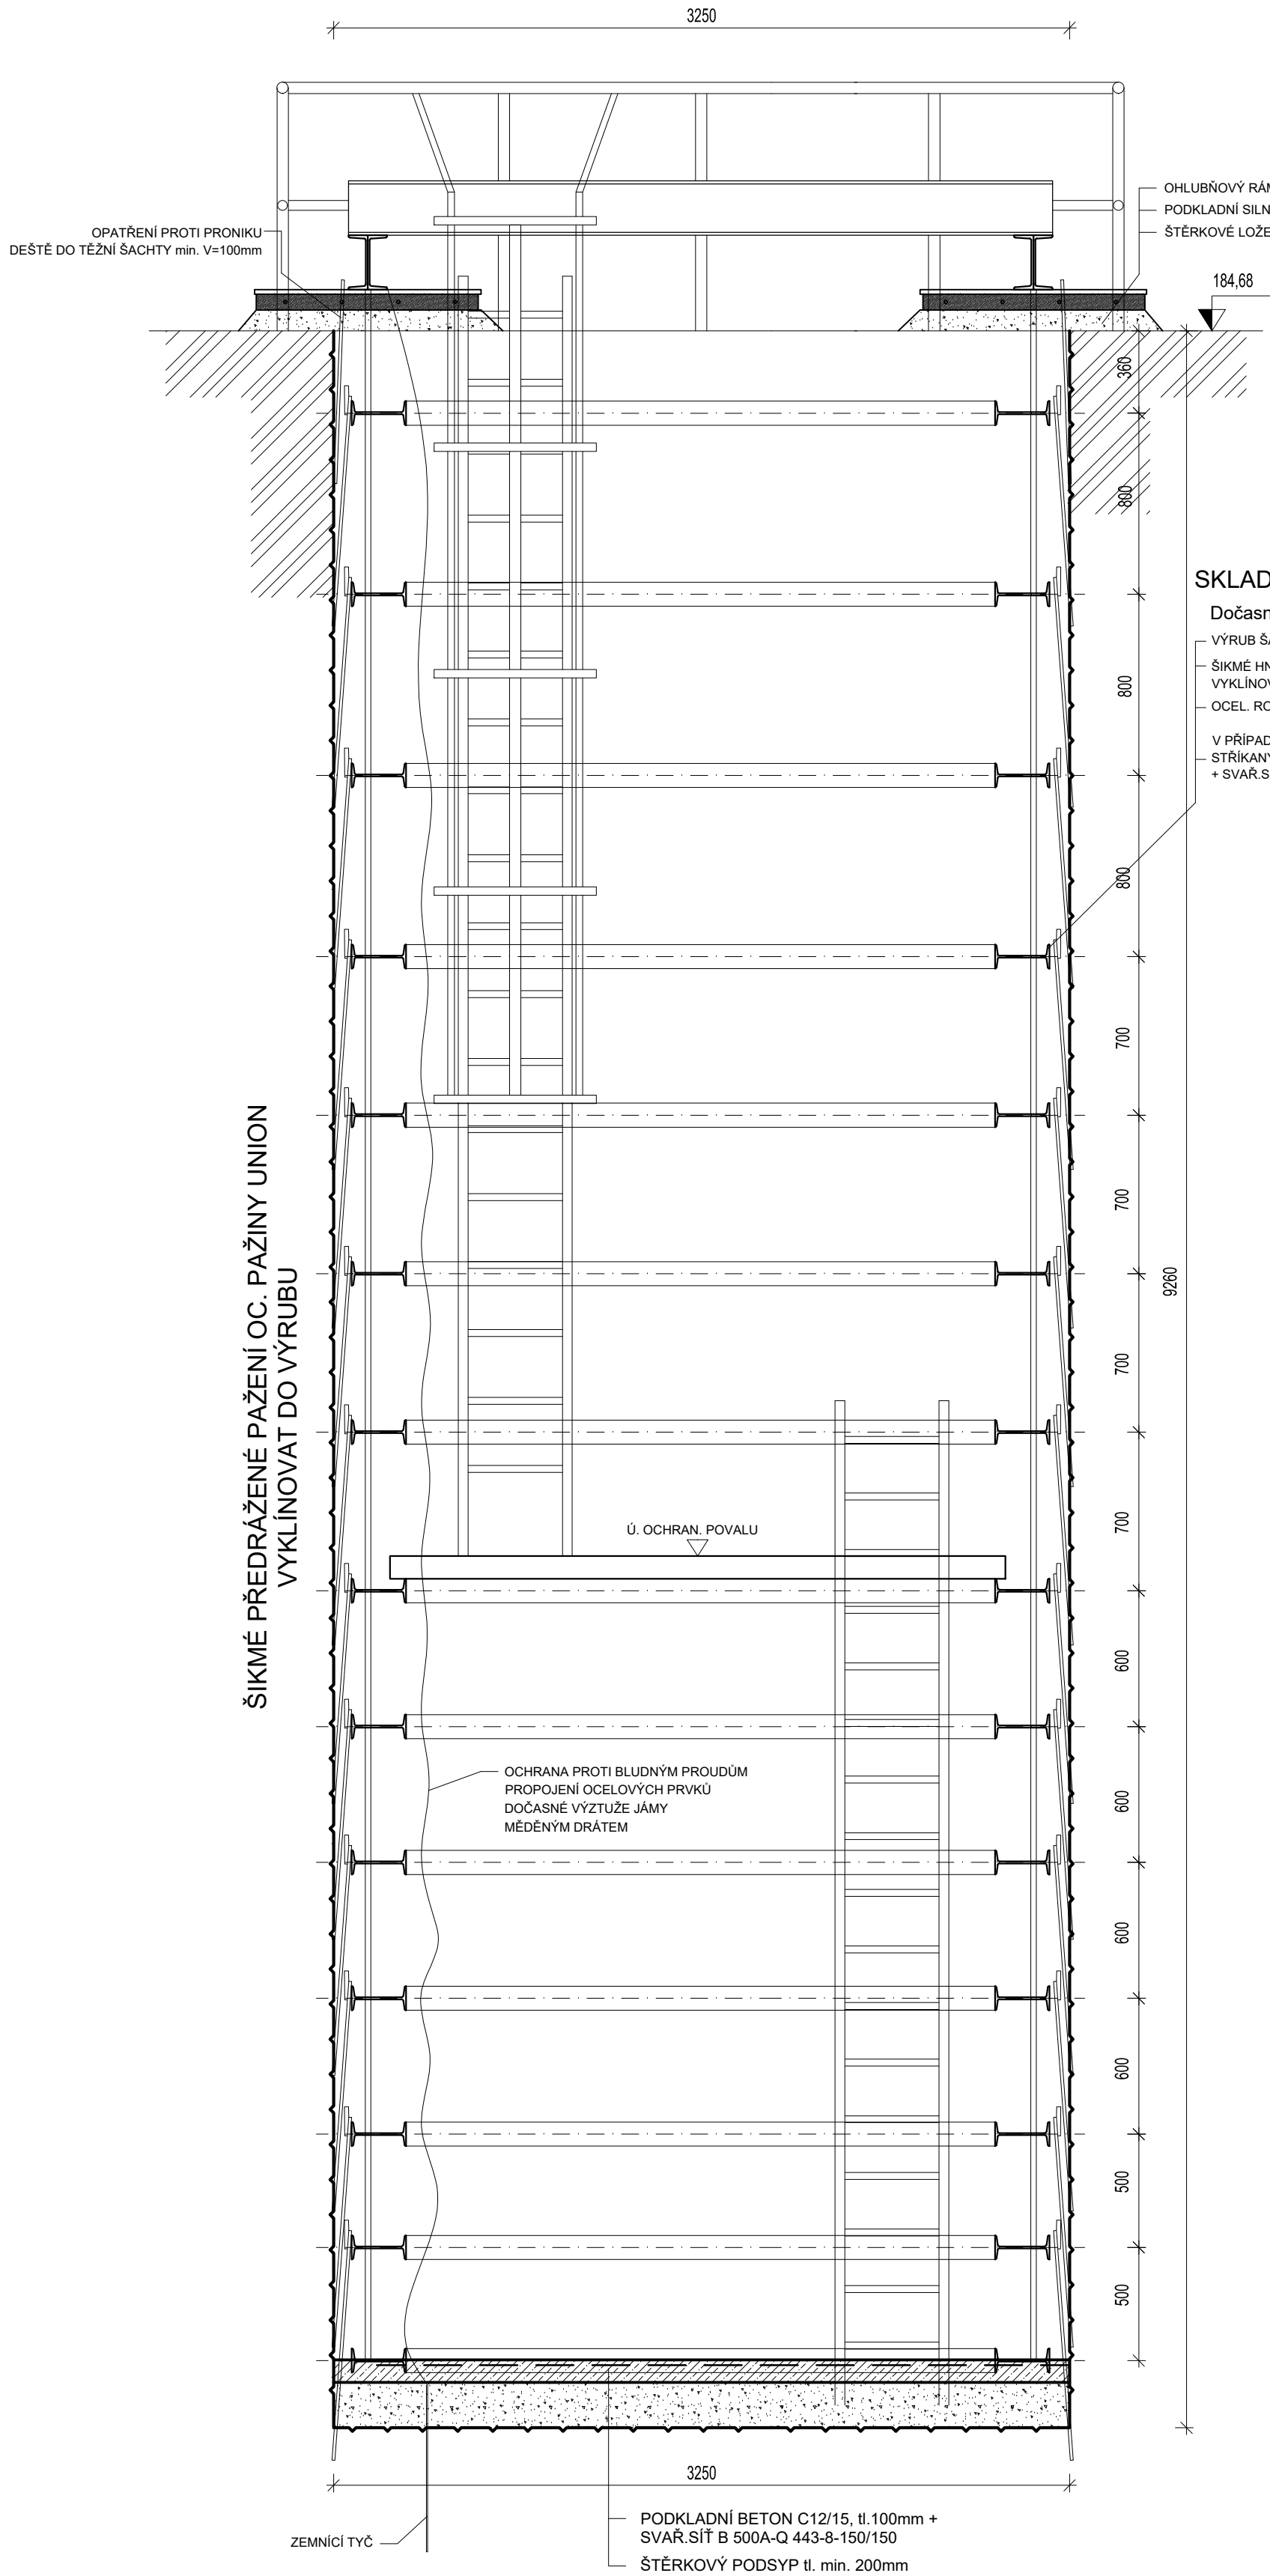 3250
OPATŘENÍ PROTI PRONIKU
DEŠTĚ DO TĚŽNÍ ŠACHTY min. V=100mm
OHLUBŇOVÝ RÁM
PODKLADNÍ SILN
ŠTĚRKOVÉ LOŽE
184,68
360
800
SKLAD
Dočasn
VÝRUB ŠA
ŠIKMÉ HN
VYKLÍNOV
OCEL. RO
V PŘÍPAD
STŘÍKANÝ
+ SVAŘ.S
800
800
700
700
700
700
9260
ŠIKMÉ PŘEDRÁŽENÉ PAŽENÍ OC. PAŽINY UNION
VYKLÍNOVAT DO VÝRUBU
Ú. OCHRAN. POVALU
600
600
600
600
500
500
OCHRANA PROTI BLUDNÝM PROUDŮM
PROPOJENÍ OCELOVÝCH PRVKŮ
DOČASNÉ VÝZTUŽE JÁMY
MĚDĚNÝM DRÁTEM
3250
ZEMNÍCÍ TYČ
PODKLADNÍ BETON C12/15, tl.100mm +
SVAŘ.SÍŤ B 500A-Q 443-8-150/150
ŠTĚRKOVÝ PODSYP tl. min. 200mm